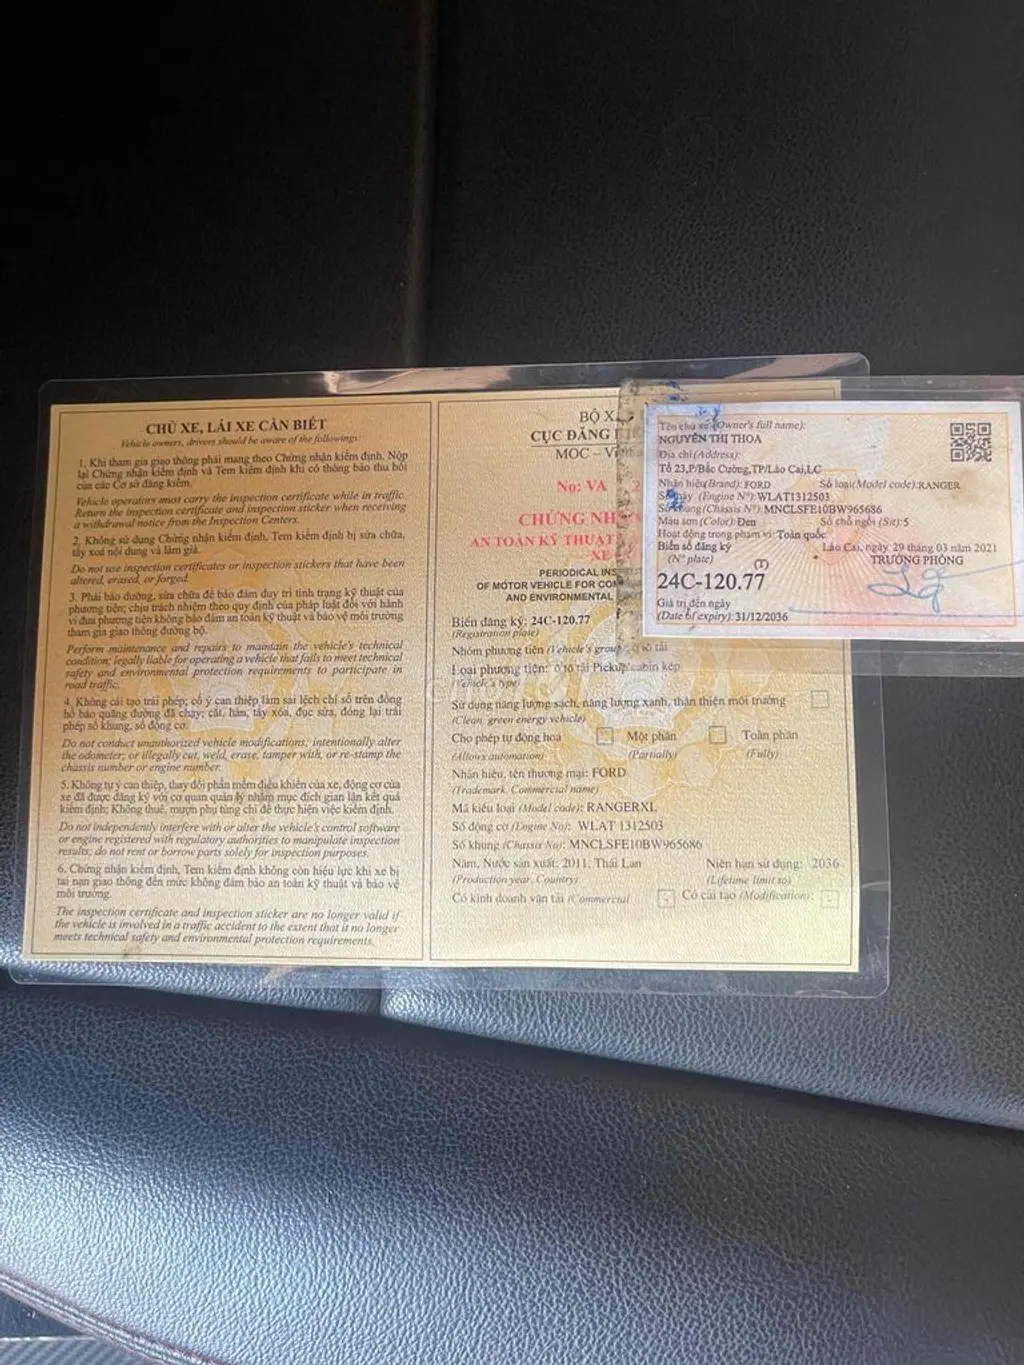 CHỦ XE, LÁI XE CẦN BIẾT
Vehicle owners, drivers should be aware of the followings:
1. Khi tham gia giao thông phải mang theo Chứng nhận kiểm định. Nộp
lại Chứng nhận kiểm định và Tem kiểm định khi có thông báo thu hồi
của các Cơ sở đăng kiểm.
Vehicle operators must carry the inspection certificate while in traffic.
Return the inspection certificate and inspection sticker when receiving
a withdrawal notice from the Inspection Centers.
2. Không sử dụng Chứng nhận kiểm định, Tem kiểm định bị sửa chữa,
tẩy xoá nội dung và làm giả.
Do not use inspection certificates or inspection stickers that have been
altered, erased, or forged.
3. Phải bảo dưỡng, sửa chữa để bảo đảm duy trì tình trạng kỹ thuật của
phương tiện; chịu trách nhiệm theo quy định của pháp luật đối với hành
vi đưa phương tiện không bảo đảm an toàn kỹ thuật và bảo vệ môi trường
tham gia giao thông đường bộ.
Perform maintenance and repairs to maintain the vehicle's technical
condition; legally liable for operating a vehicle that fails to meet technical
safety and environmental protection requirements to participate in
road traffic.
4. Không cải tạo trái phép; cố ý can thiệp làm sai lệch chỉ số trên đồng
hồ báo quãng đường đã chạy; cắt, hàn, tẩy xóa, đục sửa, đóng lại trái
phép số khung, số động cơ.
Do not conduct unauthorized vehicle modifications; intentionally alter
the odometer; or illegally cut, weld, erase, tamper with, or re-stamp the
chassis number or engine number.
5. Không tự ý can thiệp, thay đổi phần mềm điều khiển của xe, động cơ của
xe đã được đăng ký với cơ quan quản lý nhằm mục đích gian lận kết quả
kiểm định; Không thuê, mượn phụ tùng chỉ để thực hiện việc kiểm định.
Do not independently interfere with or alter the vehicle's control software
or engine registered with regulatory authorities to manipulate inspection
results; do not rent or borrow parts solely for inspection purposes.
6. Chứng nhận kiểm định, Tem kiểm định không còn hiệu lực khi xe bị
tai nạn giao thông đến mức không đảm bảo an toàn kỹ thuật và bảo vệ
môi trường.
The inspection certificate and inspection sticker are no longer valid if
the vehicle is involved in a traffic accident to the extent that it no longer
meets technical safety and environmental protection requirements.
BỘ X
CỤC ĐĂNG
MOC – Vi
No: VA 2
CHỨNG NH
AN TOÀN KỸ THUẬT
XE
PERIODICAL INS
OF MOTOR VEHICLE FOR CO
AND ENVIRONMENTAL
Biển đăng ký: 24C-120.77
(Registration plate)
Nhóm phương tiện (Vehicle's group): ô tô tải
Loại phương tiện: ô tô tải Pickup cabin kép
(Vehicle's type)
Sử dụng năng lượng sạch, năng lượng xanh, thân thiện môi trường
(Clean, green energy vehicle)
Cho phép tự động hoá Một phần Toàn phần
(Allows automation) (Partially) (Fully)
Nhãn hiệu, tên thương mại: FORD
(Trademark, Commercial name)
Mã kiểu loại (Model code): RANGERXL
Số động cơ (Engine No): WLAT 1312503
Số khung (Chassis No): MNCLSFE10BW965686
Năm, Nước sản xuất: 2011, Thái Lan Niên hạn sử dụng: 2036
(Production year, Country) (Lifetime limit to)
Có kinh doanh vận tải (Commercial Có cải tạo (Modification):
Tên chủ xe (Owner's full name):
NGUYỄN THỊ THOA
Địa chỉ (Address):
Tổ 23,P/Bắc Cường,TP/Lào Cai,LC
Nhãn hiệu(Brand): FORD Số loại(Model code):RANGER
Số máy (Engine N°): WLAT1312503
Số khung (Chassis N°): MNCLSFE10BW965686
Màu sơn (Color): Đen Số chỗ ngồi (Sit): 5
Hoạt động trong phạm vi: Toàn quốc
Biển số đăng ký Lào Cai, ngày 29 tháng 03 năm 2021
(N° plate) TRƯỞNG PHÒNG
(T)
24C-120.77
Giá trị đến ngày
(Date of expiry): 31/12/2036